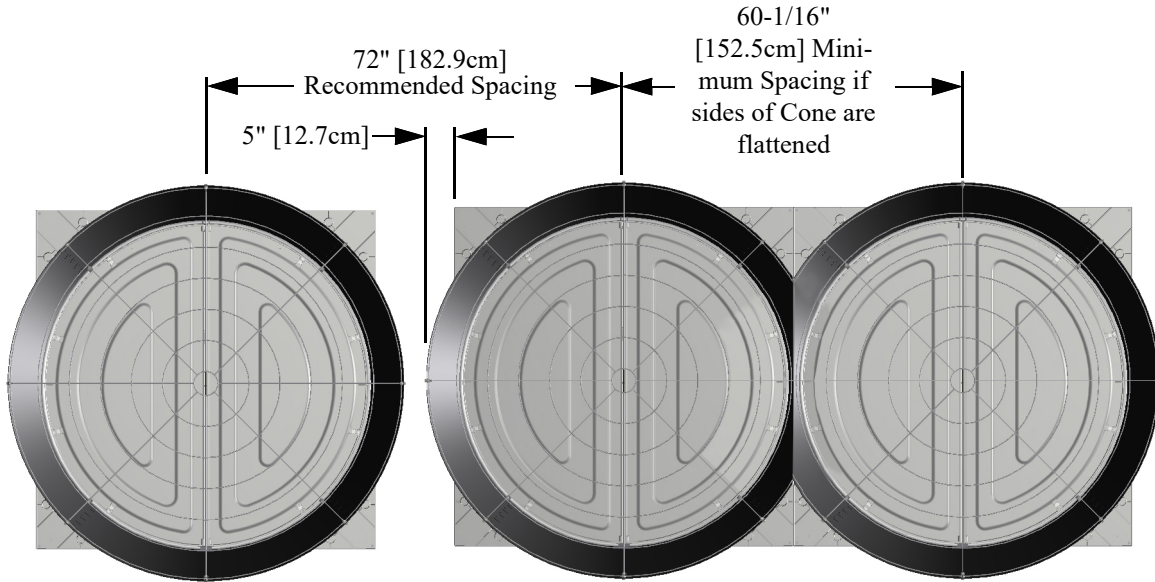 72" [182.9cm]
Recommended Spacing
5" [12.7cm]
60-1/16"
[152.5cm] Mini-
mum Spacing if
sides of Cone are
flattened